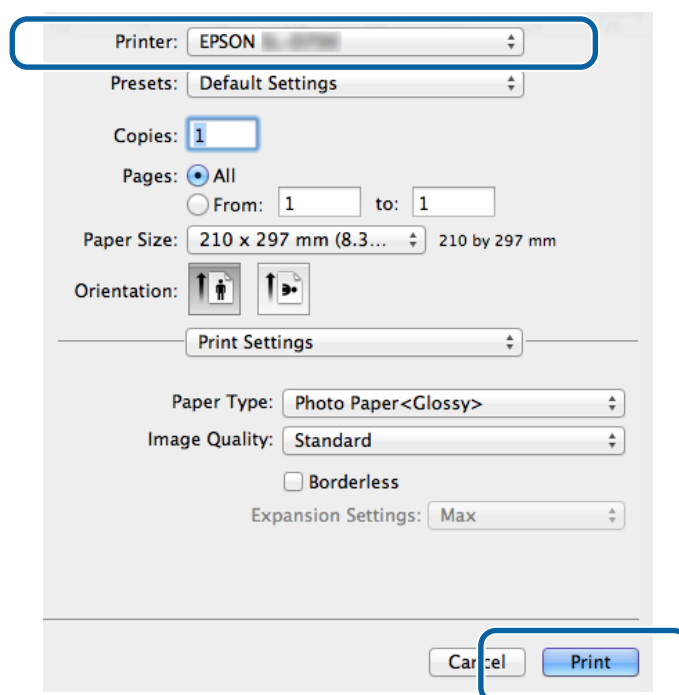 Printer: EPSON
Presets: Default Settings
Copies: 1
Pages: All
From: 1 to: 1
Paper Size: 210 x 297 mm (8.3... 210 by 297 mm
Orientation:
Print Settings
Paper Type: Photo Paper<Glossy>
Image Quality: Standard
Borderless
Expansion Settings: Max
Cancel Print